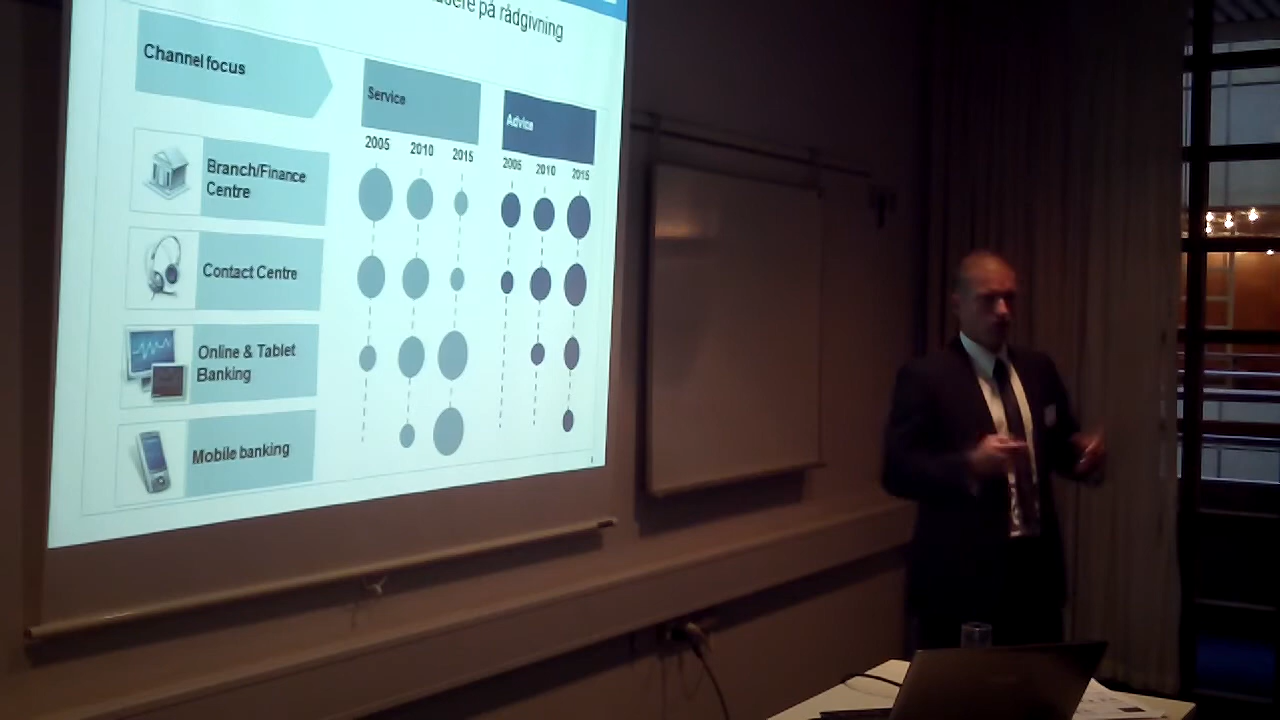 på rådgivning
Channel focus
Service
Advice
2005 2010 2015
2005 2010 2015
Branch/Finance
Centre
Contact Centre
Online & Tablet
Banking
Mobile banking